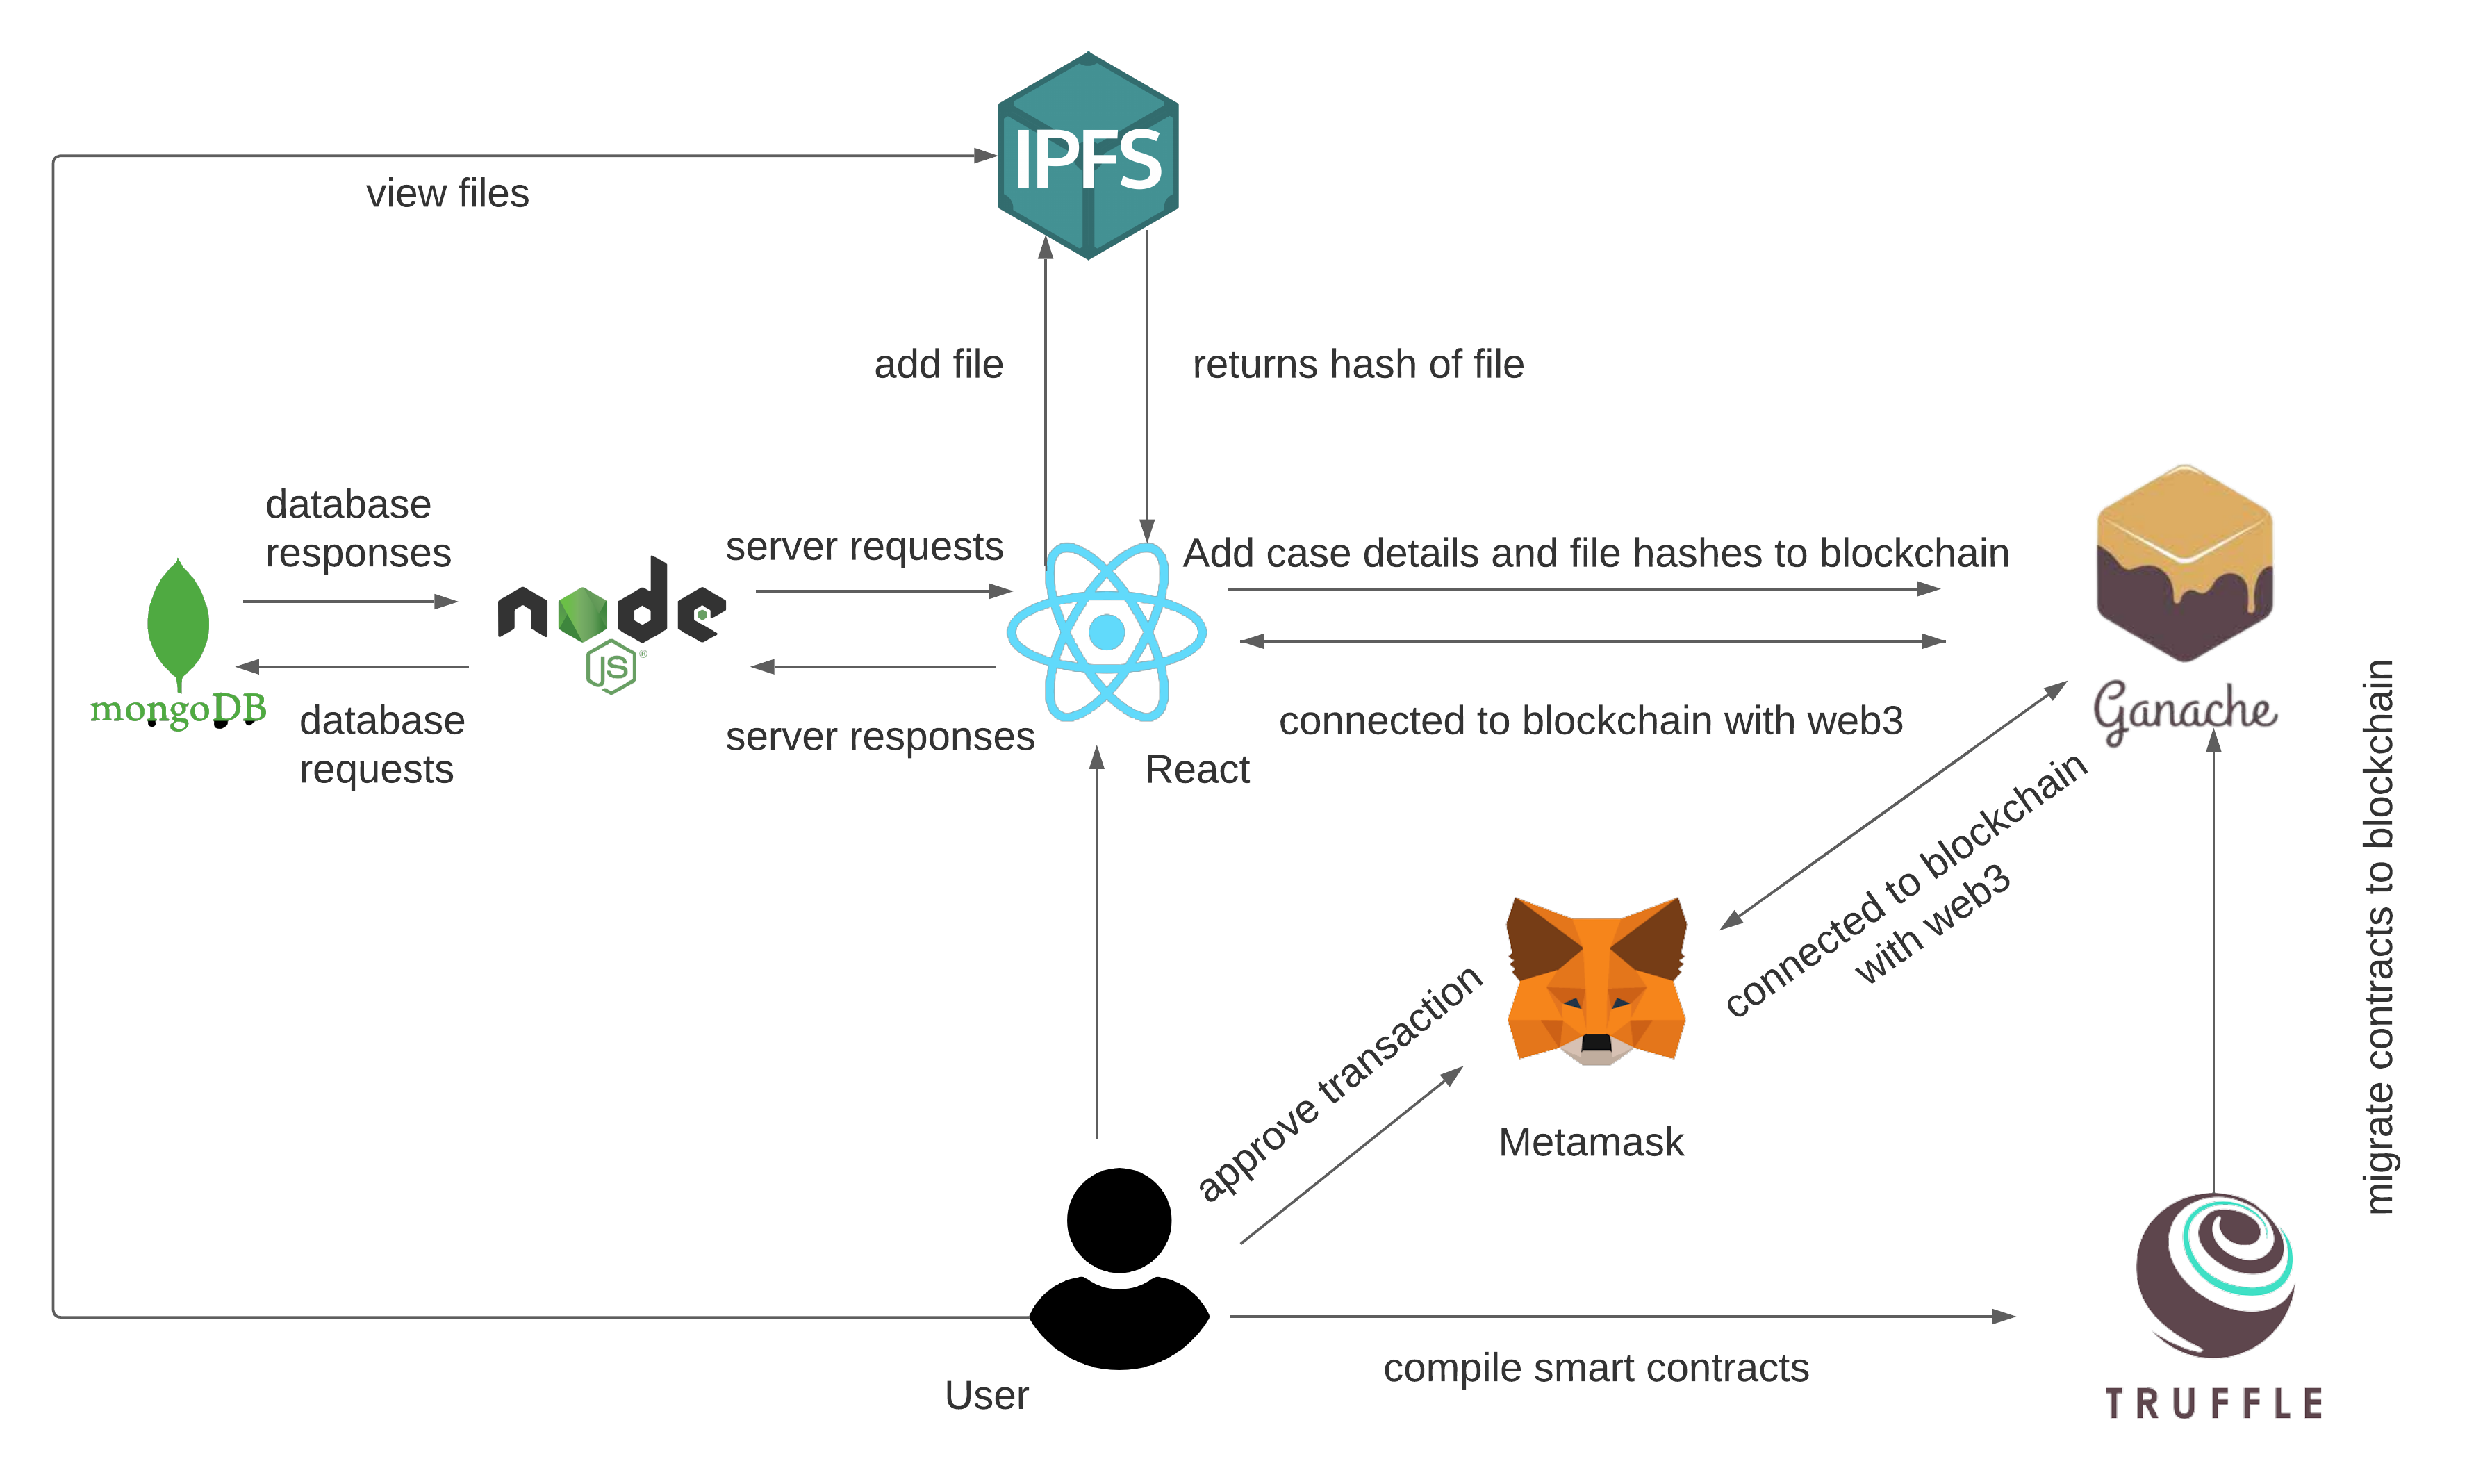 IPFS
view files
add file
returns hash of file
database
responses
server requests
Add case details and file hashes to blockchain
node
JS
®
mongoDB
database
requests
server responses
React
connected to blockchain with web3
Ganache
connected to blockchain
with web3
migrate contracts to blockchain
approve transaction
Metamask
User
compile smart contracts
TRUFFLE